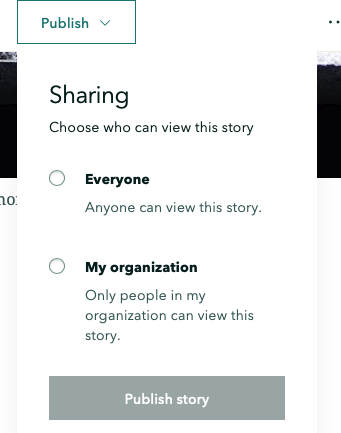 Publish
Sharing
Choose who can view this story
Everyone
Anyone can view this story.
My organization
Only people in my
organization can view this
story.
Publish story